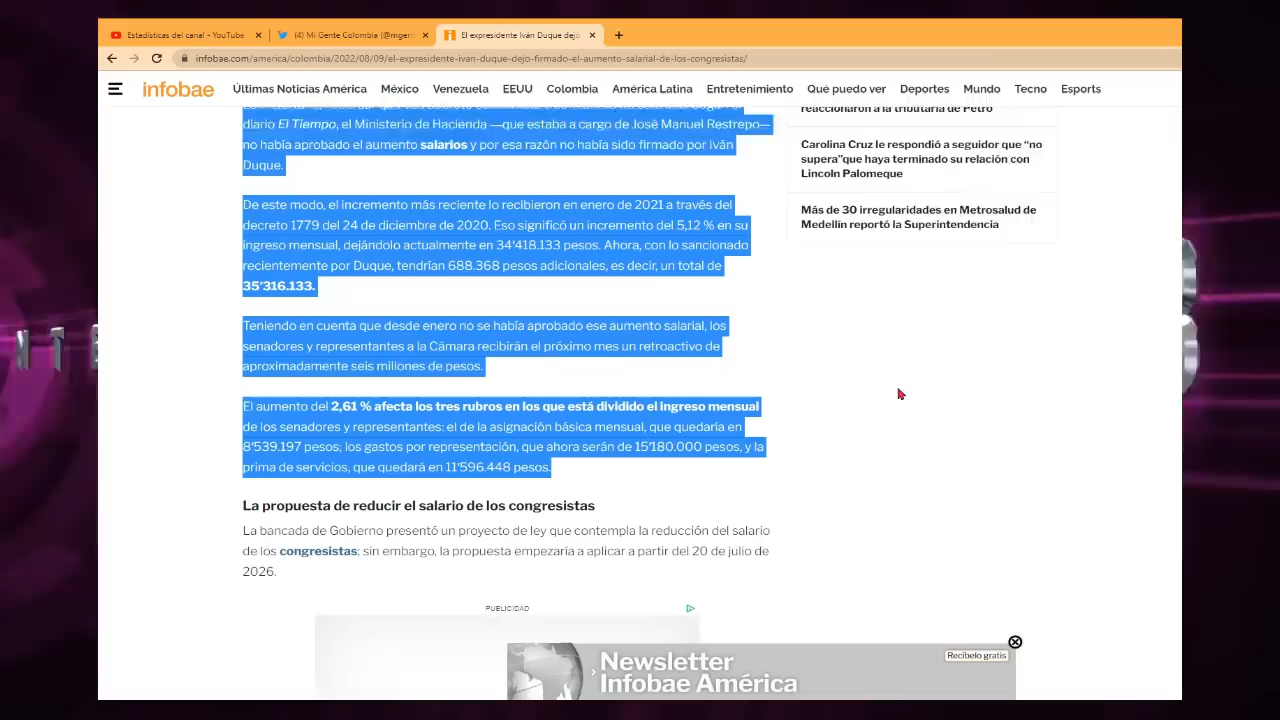 Estadísticas del canal - YouTube
(4) Mi Gente Colombia (@mgent
El expresidente Iván Duque dejó
infobae.com/america/colombia/2022/08/09/el-expresidente-ivan-duque-dejo-firmado-el-aumento-salarial-de-los-congresistas/
infobae
Últimas Noticias América México Venezuela EEUU Colombia América Latina Entretenimiento Qué puedo ver Deportes Mundo Tecno Esports
diario El Tiempo, el Ministerio de Hacienda —que estaba a cargo de José Manuel Restrepo—
no había aprobado el aumento salarios y por esa razón no había sido firmado por Iván
Duque.
De este modo, el incremento más reciente lo recibieron en enero de 2021 a través del
decreto 1779 del 24 de diciembre de 2020. Eso significó un incremento del 5,12 % en su
ingreso mensual, dejándolo actualmente en 34'418.133 pesos. Ahora, con lo sancionado
recientemente por Duque, tendrían 688.368 pesos adicionales, es decir, un total de
35'316.133.
Teniendo en cuenta que desde enero no se había aprobado ese aumento salarial, los
senadores y representantes a la Cámara recibirán el próximo mes un retroactivo de
aproximadamente seis millones de pesos.
El aumento del 2,61 % afecta los tres rubros en los que está dividido el ingreso mensual
de los senadores y representantes: el de la asignación básica mensual, que quedaría en
8'539.197 pesos; los gastos por representación, que ahora serán de 15'180.000 pesos, y la
prima de servicios, que quedará en 11'596.448 pesos.
La propuesta de reducir el salario de los congresistas
La bancada de Gobierno presentó un proyecto de ley que contempla la reducción del salario
de los congresistas; sin embargo, la propuesta empezaría a aplicar a partir del 20 de julio de
2026.
PUBLICIDAD
reaccionaron a la tributaria de Petro
Carolina Cruz le respondió a seguidor que “no
supera”que haya terminado su relación con
Lincoln Palomeque
Más de 30 irregularidades en Metrosalud de
Medellín reportó la Superintendencia
Newsletter
Infobae América
Recíbelo gratis